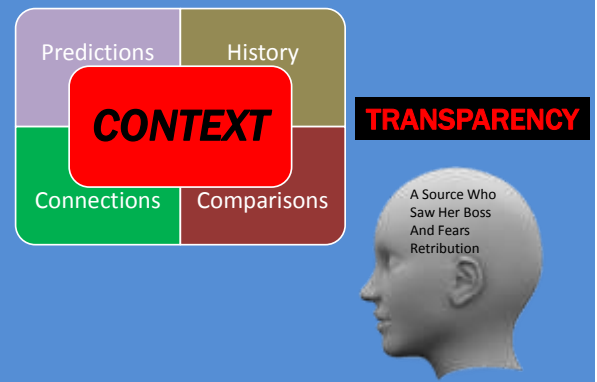 Predictions
History
CONTEXT
Connections
Comparisons
TRANSPARENCY
A Source Who
Saw Her Boss
And Fears
Retribution